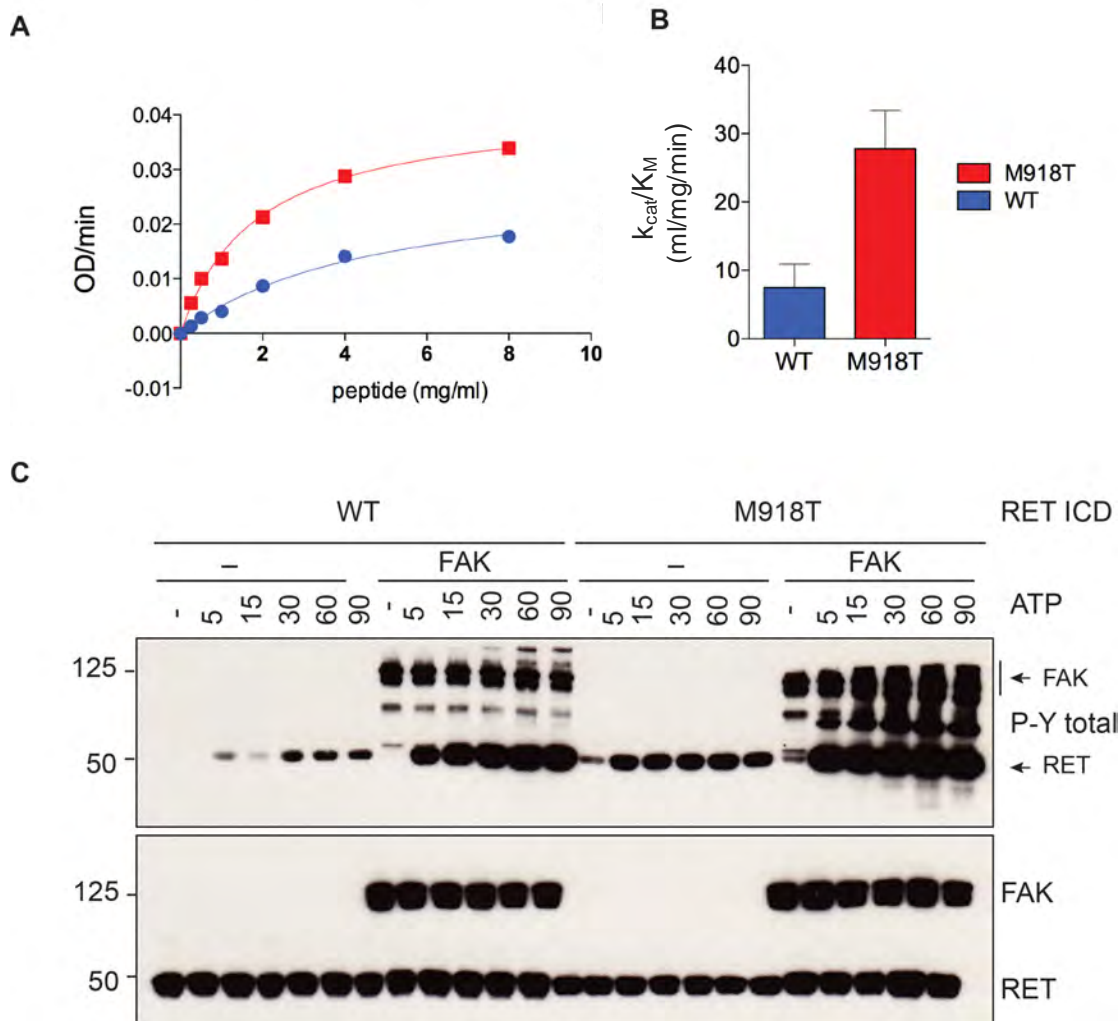 A
0.04
0.03
0.02
0.01
0.00
-0.01
OD/min
2
4
6
8
10
peptide (mg/ml)
B
40
30
20
10
0
kcat/KM
(ml/mg/min)
WT
M918T
M918T
WT
C
WT
M918T
RET ICD
–
FAK
–
FAK
- 5 15 30 60 90 - 5 15 30 60 90 - 5 15 30 60 90 - 5 15 30 60 90
ATP
125
FAK
P-Y total
50
RET
125
FAK
50
RET